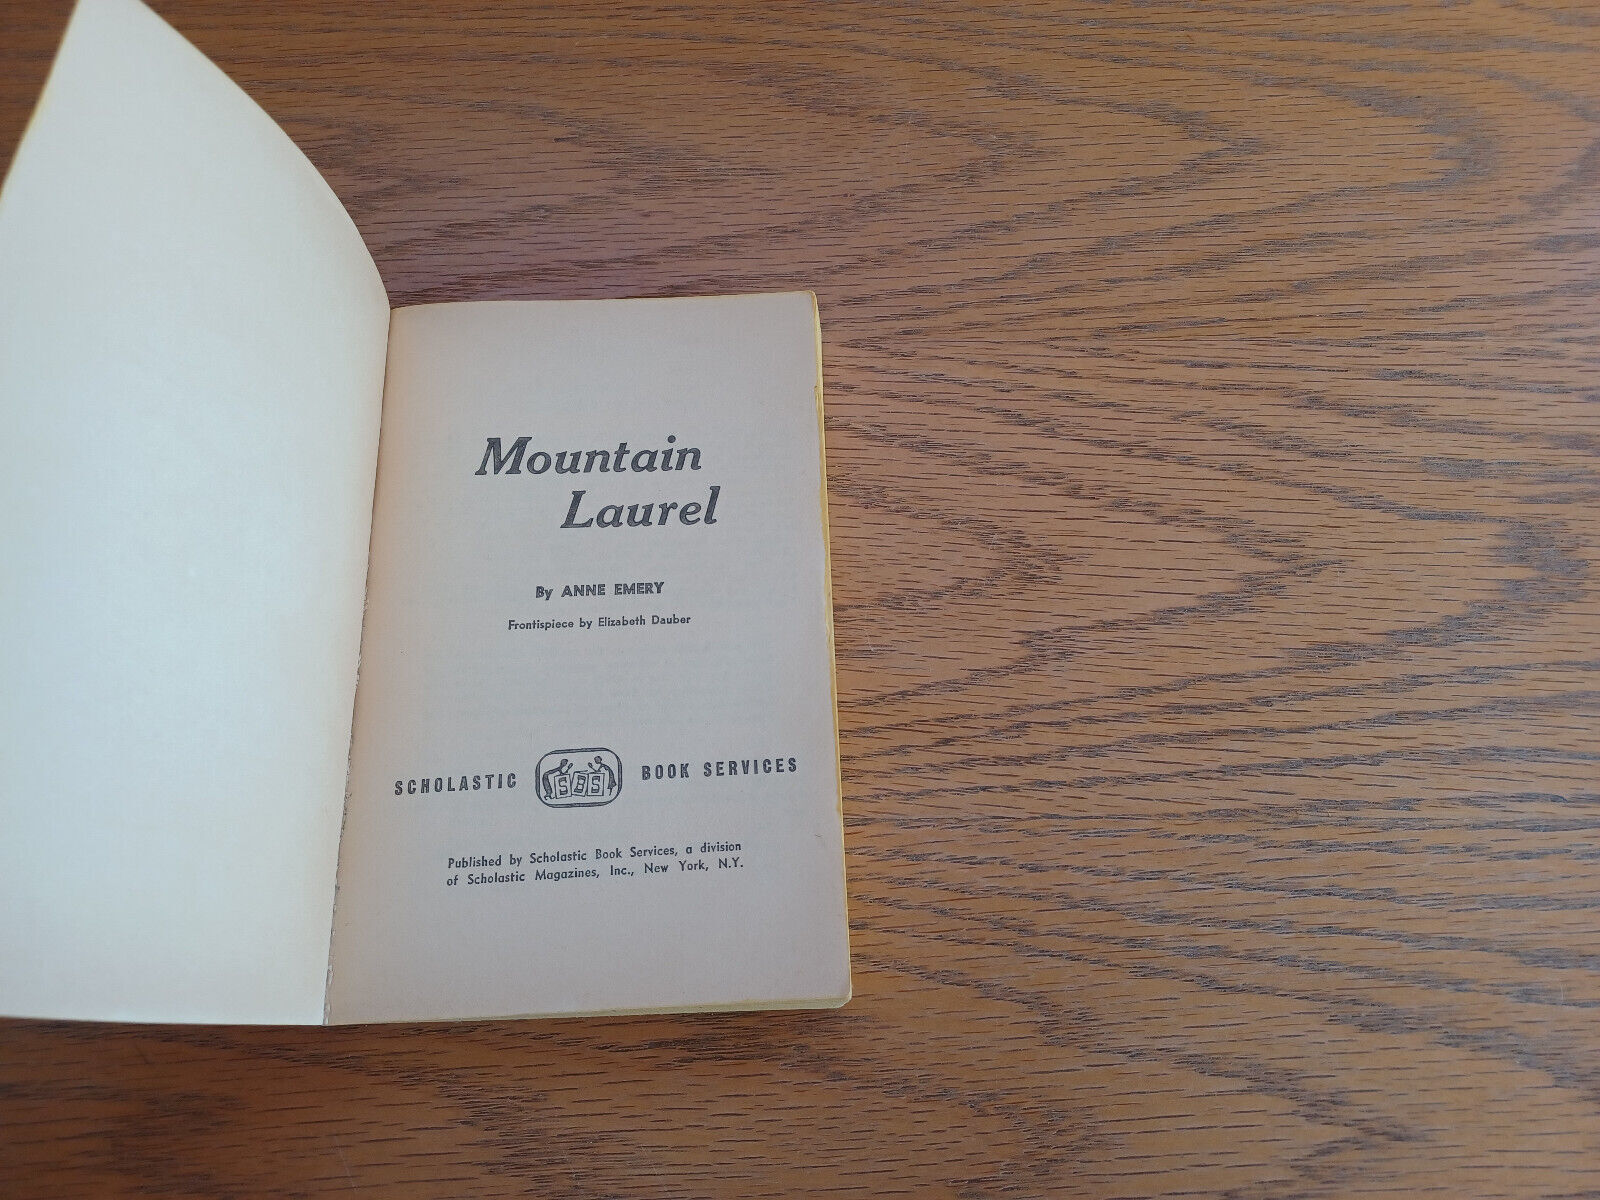 Mountain
Laurel
By ANNE EMERY
Frontispiece by Elizabeth Dauber
SCHOLASTIC SBS BOOK SERVICES
Published by Scholastic Book Services, a division
of Scholastic Magazines, Inc., New York, N.Y.